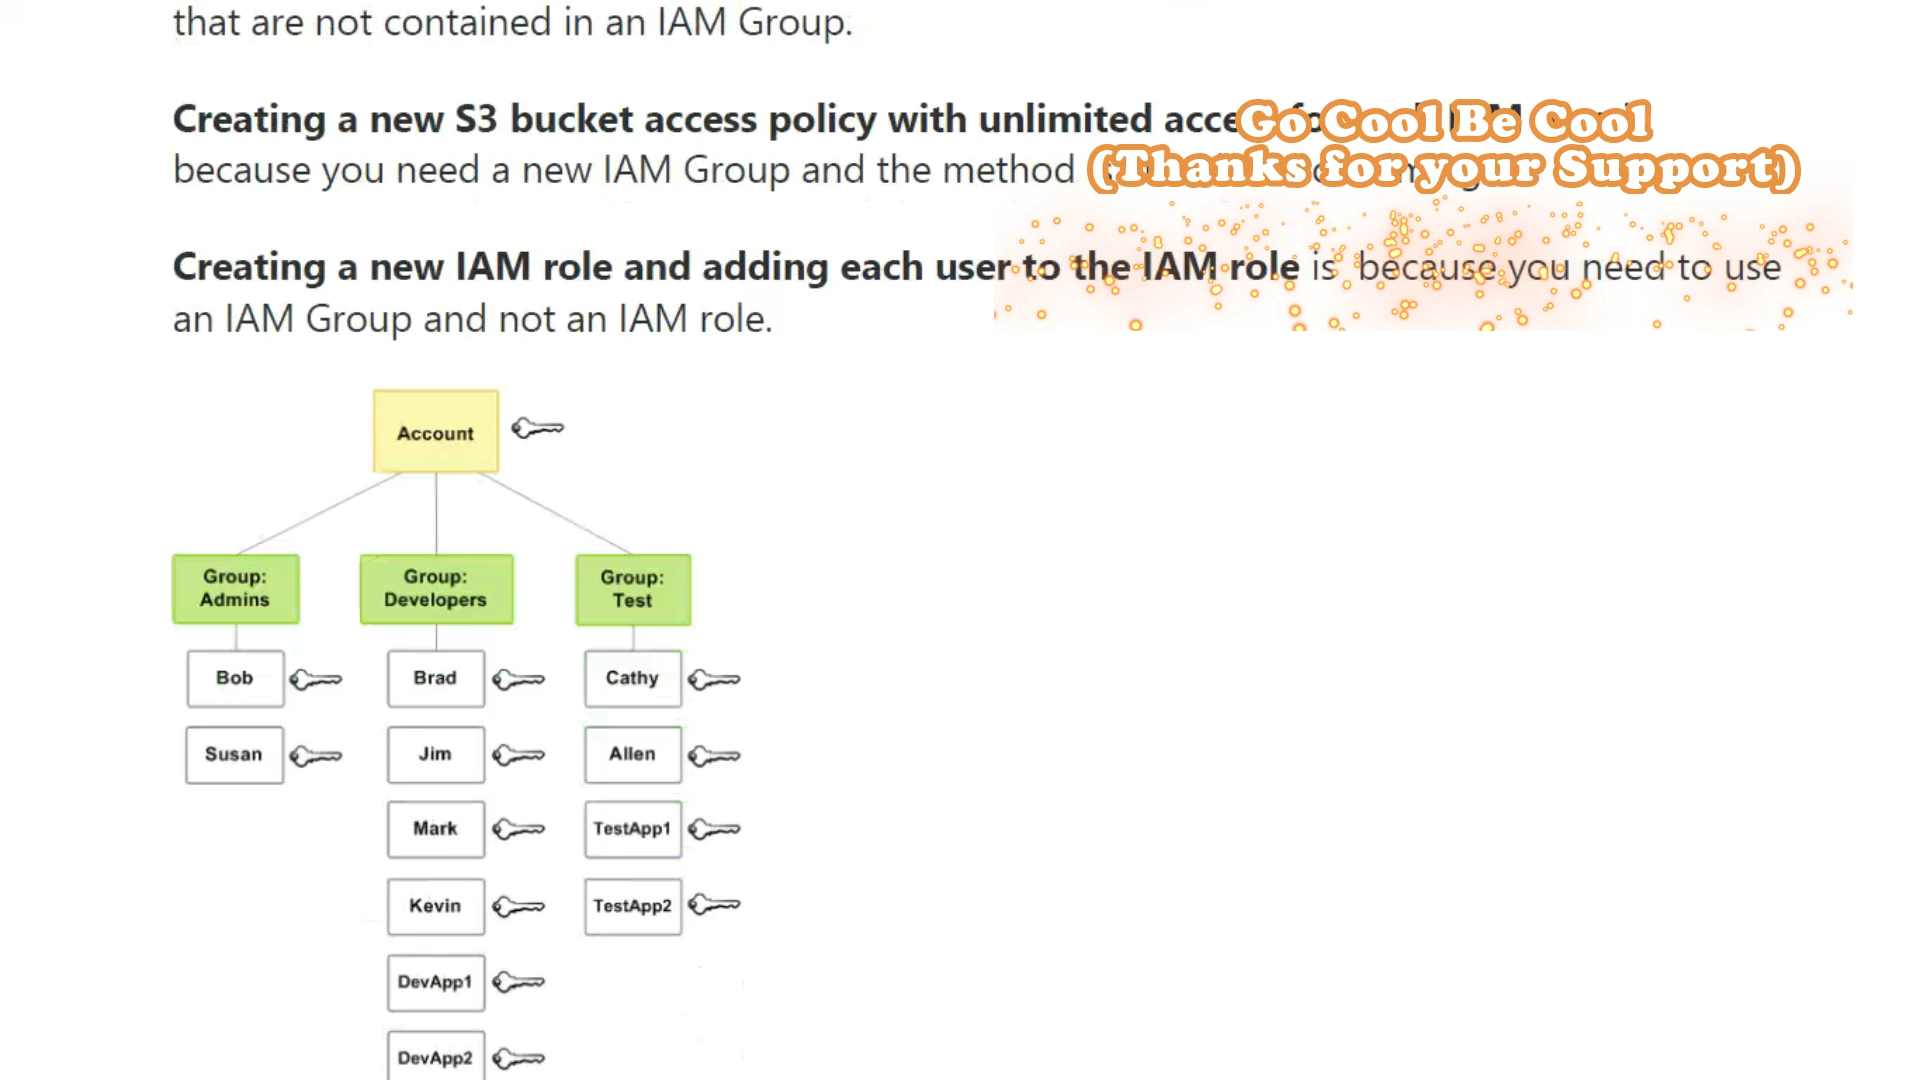 that are not contained in an IAM Group.
Creating a new S3 bucket access policy with unlimited
Go Cool Be Cool
because you need a new IAM Group and the method
(Thanks for your Support)
Creating a new IAM role and adding each user to the IAM role is because you need to use
an IAM Group and not an IAM role.
Account
Group: Admins
Group: Developers
Group: Test
Bob
Brad
Cathy
Susan
Jim
Allen
Mark
TestApp1
Kevin
TestApp2
DevApp1
DevApp2